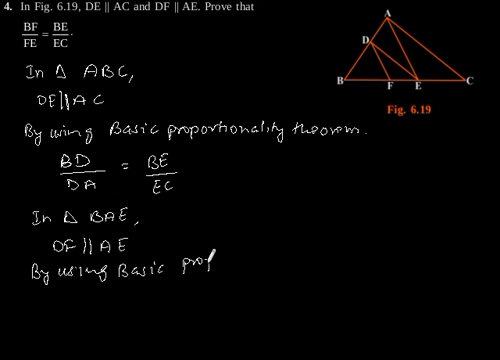 4. In Fig. 6.19, DE || AC and DF || AE. Prove that
BF/FE = BE/EC.
A
D
B
F
E
C
Fig. 6.19
In Δ ABC,
DE || AC
By using Basic proportionality theorem.
BD/DA = BE/EC
In Δ BAE,
DF || AE
By using Basic prop